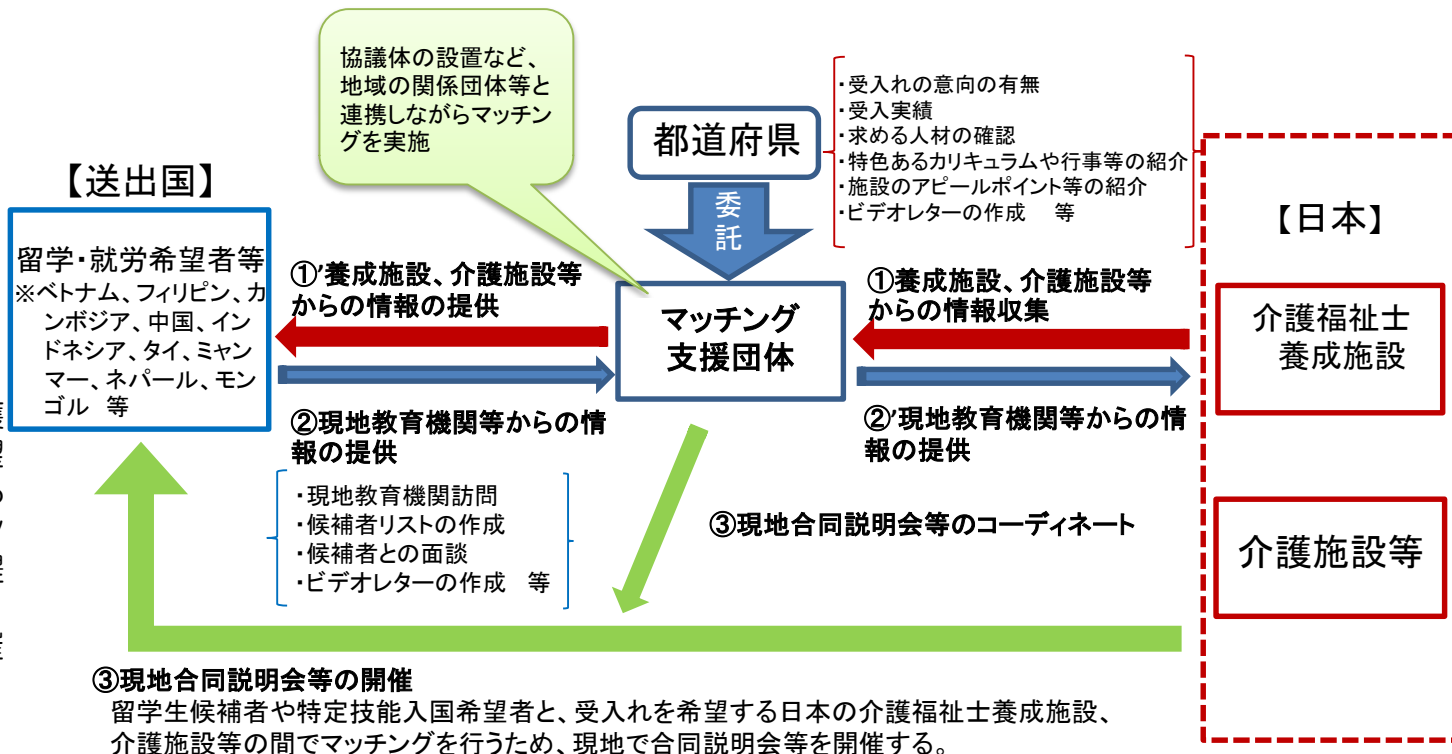 協議体の設置など、
地域の関係団体等と
連携しながらマッチン
グを実施
都道府県
委
託
・受入れの意向の有無
・受入実績
・求める人材の確認
・特色あるカリキュラムや行事等の紹介
・施設のアピールポイント等の紹介
・ビデオレターの作成　等
【送出国】
留学・就労希望者等
※ベトナム、フィリピン、カ
ンボジア、中国、イン
ドネシア、タイ、ミャン
マー、ネパール、モン
ゴル　等
①’養成施設、介護施設等
からの情報の提供
マッチング
支援団体
①養成施設、介護施設等
からの情報収集
【日本】
介護福祉士
養成施設
介護施設等
②現地教育機関等からの情
報の提供
②’現地教育機関等からの情
報の提供
・現地教育機関訪問
・候補者リストの作成
・候補者との面談
・ビデオレターの作成　等
③現地合同説明会等のコーディネート
③現地合同説明会等の開催
留学生候補者や特定技能入国希望者と、受入れを希望する日本の介護福祉士養成施設、
介護施設等の間でマッチングを行うため、現地で合同説明会等を開催する。